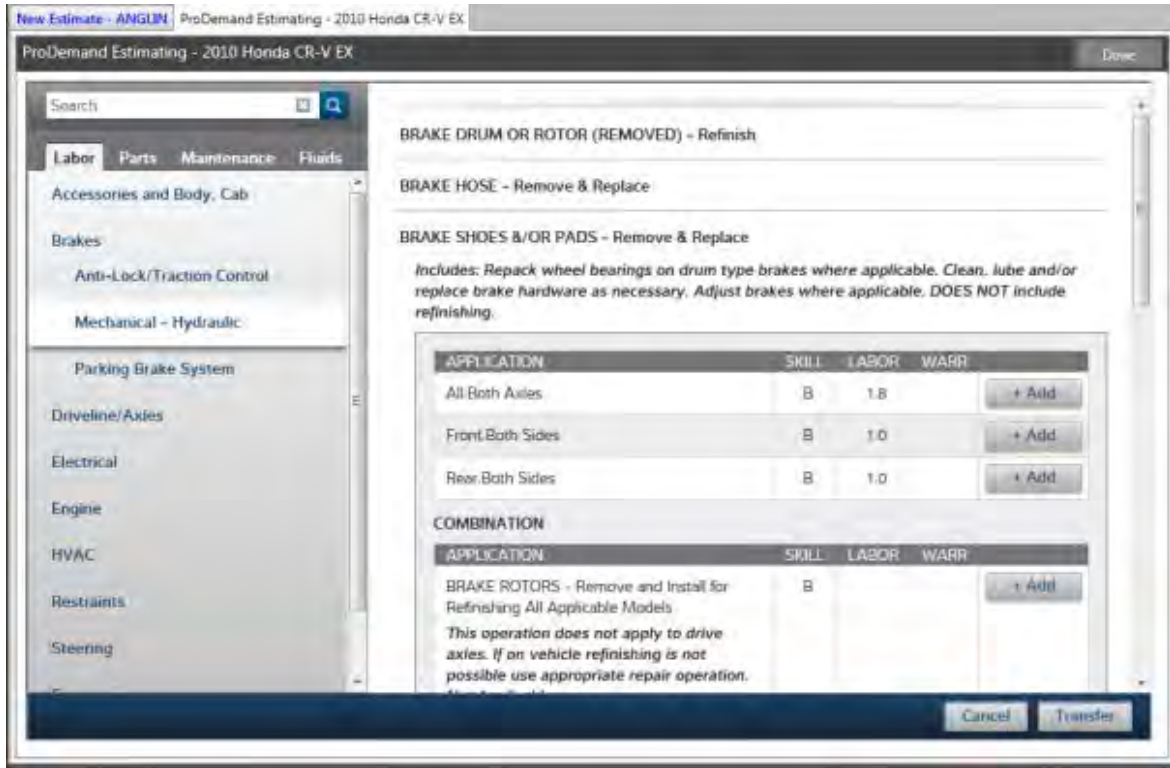 New Estimate - ANGLIN ProDemand Estimating - 2010 Honda CR-V EX
ProDemand Estimating - 2010 Honda CR-V EX
Done
Search
Labor Parts Maintenance Fluids
Accessories and Body, Cab
Brakes
Anti-Lock/Traction Control
Mechanical - Hydraulic
Parking Brake System
Driveline/Axles
Electrical
Engine
HVAC
Restraints
Steering
BRAKE DRUM OR ROTOR (REMOVED) - Refinish
BRAKE HOSE - Remove & Replace
BRAKE SHOES &/OR PADS - Remove & Replace
Includes: Repack wheel bearings on drum type brakes where applicable. Clean, lube and/or
replace brake hardware as necessary. Adjust brakes where applicable. DOES NOT include
refinishing.
APPLICATION SKILL LABOR WARR
All Both Axles B 1.8 + Add
Front Both Sides B 1.0 + Add
Rear Both Sides B 1.0 + Add
COMBINATION
APPLICATION SKILL LABOR WARR
BRAKE ROTORS - Remove and Install for B + Add
Refinishing All Applicable Models
This operation does not apply to drive
axles. If on vehicle refinishing is not
possible use appropriate repair operation.
Cancel Transfer